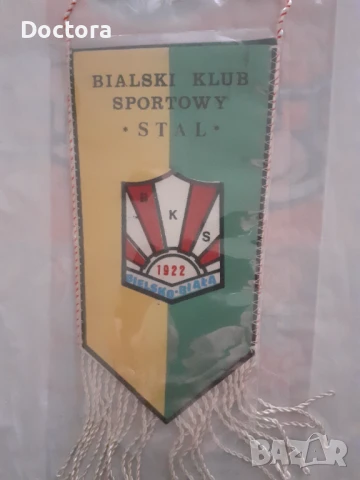 Doctora
BIALSKI KLUB
SPORTOWY
• STAL •
B
K
S
1922
BIELSKO-BIAŁA
BAZAR